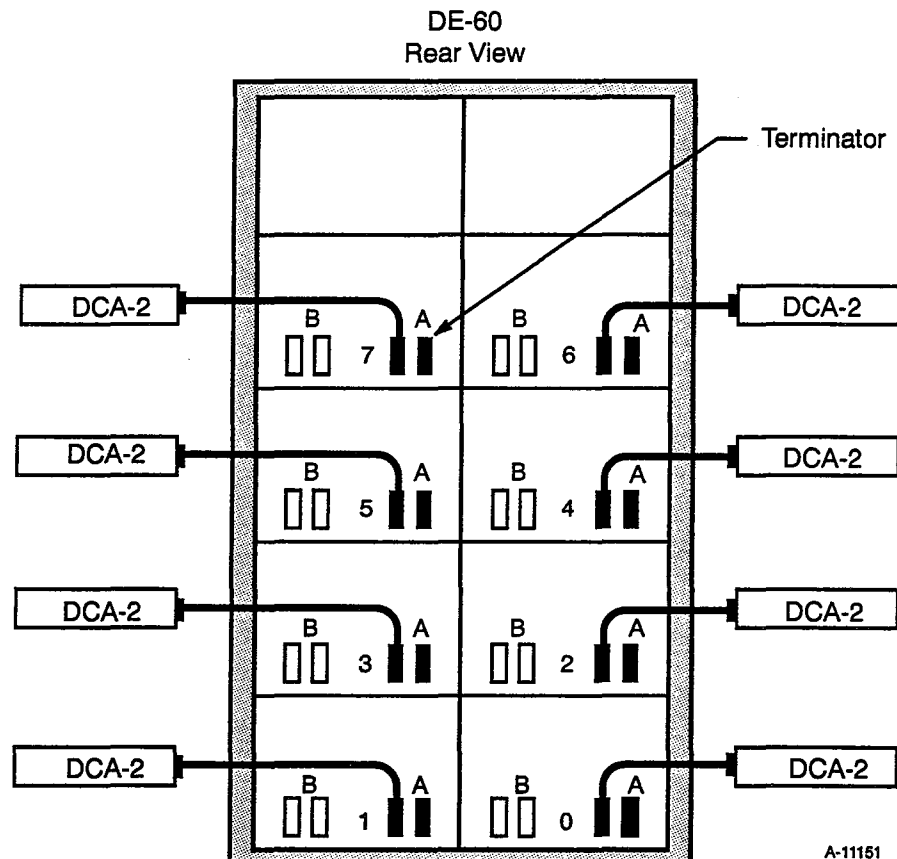 DE-60
Rear View
Terminator
DCA-2
DCA-2
B 7 A
B 6 A
DCA-2
DCA-2
B 5 A
B 4 A
DCA-2
DCA-2
B 3 A
B 2 A
DCA-2
DCA-2
B 1 A
B 0 A
A-11151